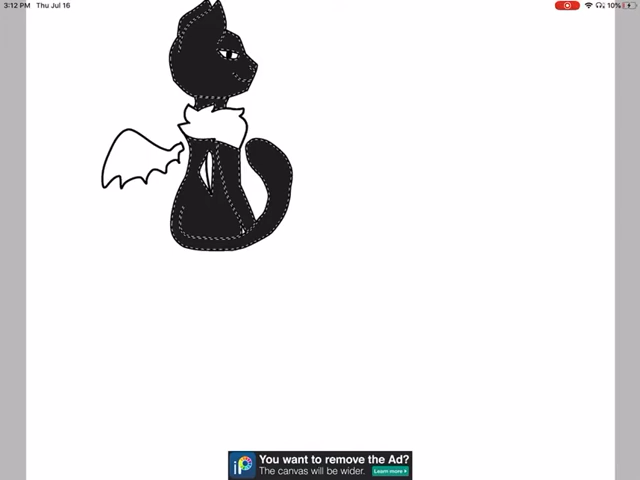 3:12 PM Thu Jul 16 10%
You want to remove the Ad?
The canvas will be wider. Learn more